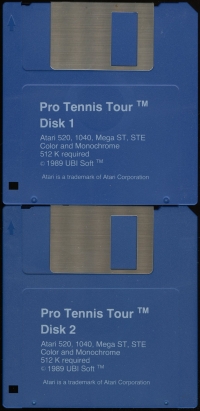 Pro Tennis Tour ™
Disk 1
Atari 520, 1040, Mega ST, STE
Color and Monochrome
512 K required
©1989 UBI Soft ™
Atari is a trademark of Atari Corporation
Pro Tennis Tour ™
Disk 2
Atari 520, 1040, Mega ST, STE
Color and Monochrome
512 K required
©1989 UBI Soft ™
Atari is a trademark of Atari Corporation